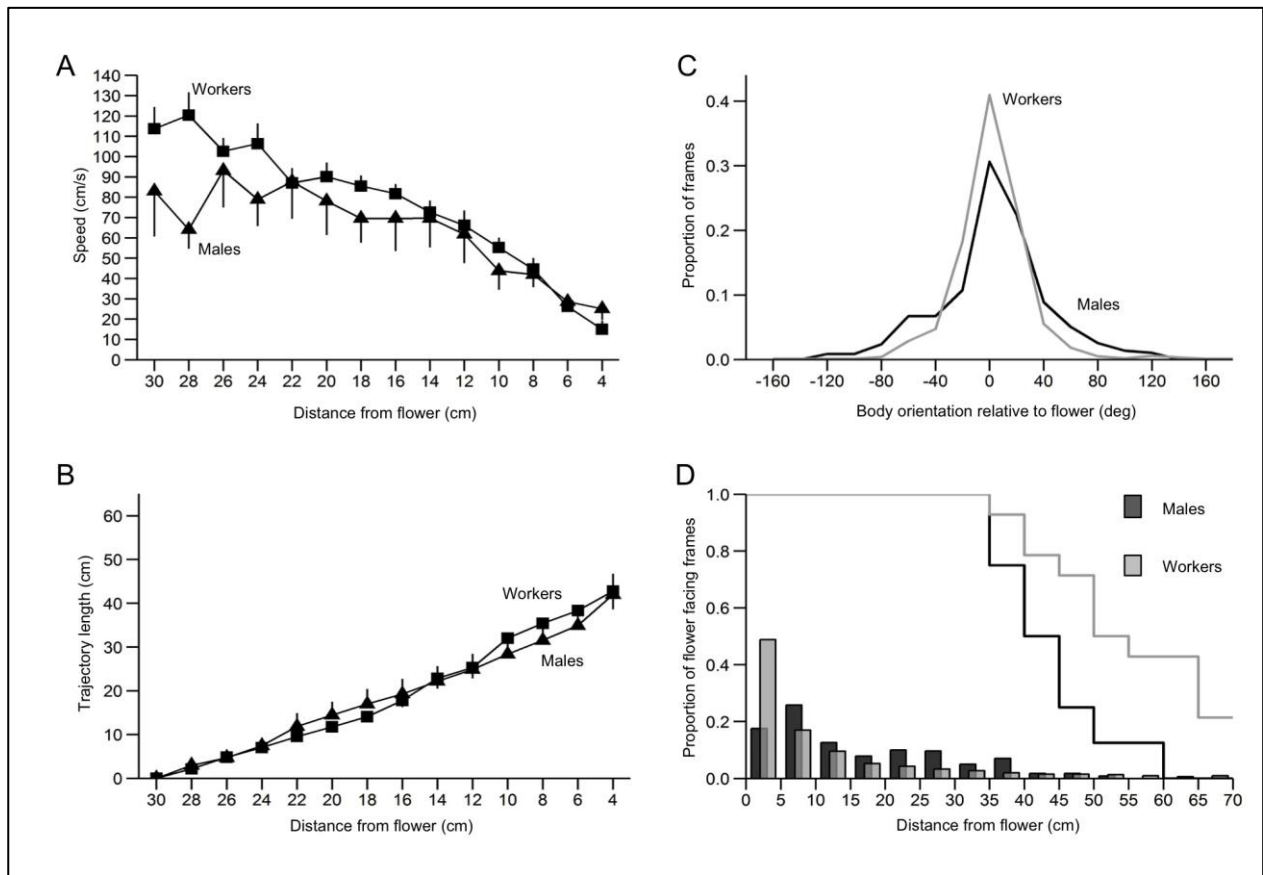 A
140
130
120
110
100
90
80
70
60
50
40
30
20
10
0
Speed (cm/s)
Workers
Males
30 28 26 24 22 20 18 16 14 12 10 8 6 4
Distance from flower (cm)
C
0.4
0.3
0.2
0.1
0.0
Proportion of frames
Workers
Males
-160 -120 -80 -40 0 40 80 120 160
Body orientation relative to flower (deg)
B
60
50
40
30
20
10
0
Trajectory length (cm)
Workers
Males
30 28 26 24 22 20 18 16 14 12 10 8 6 4
Distance from flower (cm)
D
1.0
0.8
0.6
0.4
0.2
0.0
Proportion of flower facing frames
Males
Workers
0 5 10 15 20 25 30 35 40 45 50 55 60 65 70
Distance from flower (cm)